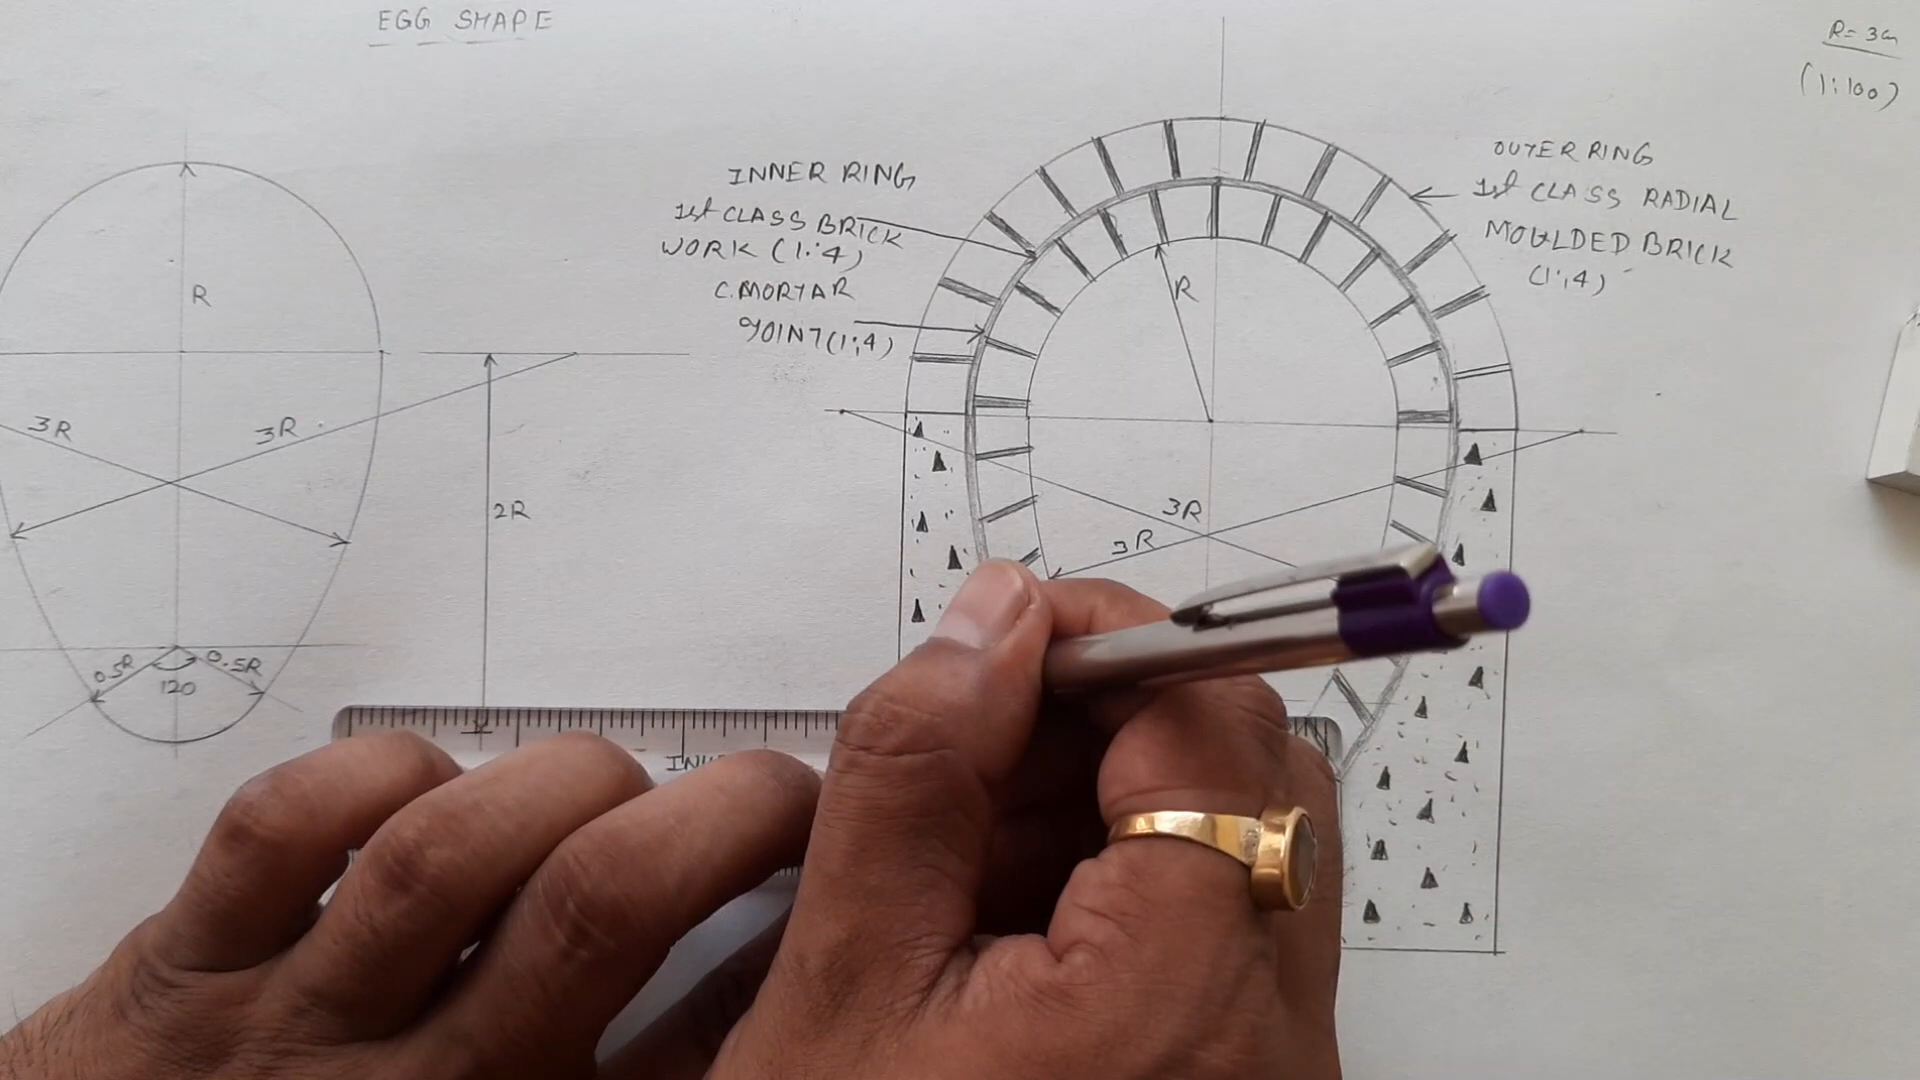 EGG SHAPE
R= 3cm
(1:100)
INNER RING
1st CLASS BRICK
WORK (1:4)
C.MORTAR
JOINT (1:4)
OUTER RING
1st CLASS RADIAL
MOULDED BRICK
(1:4)
R
3R
3R
2R
0.5R
0.5R
120
R
3R
3R